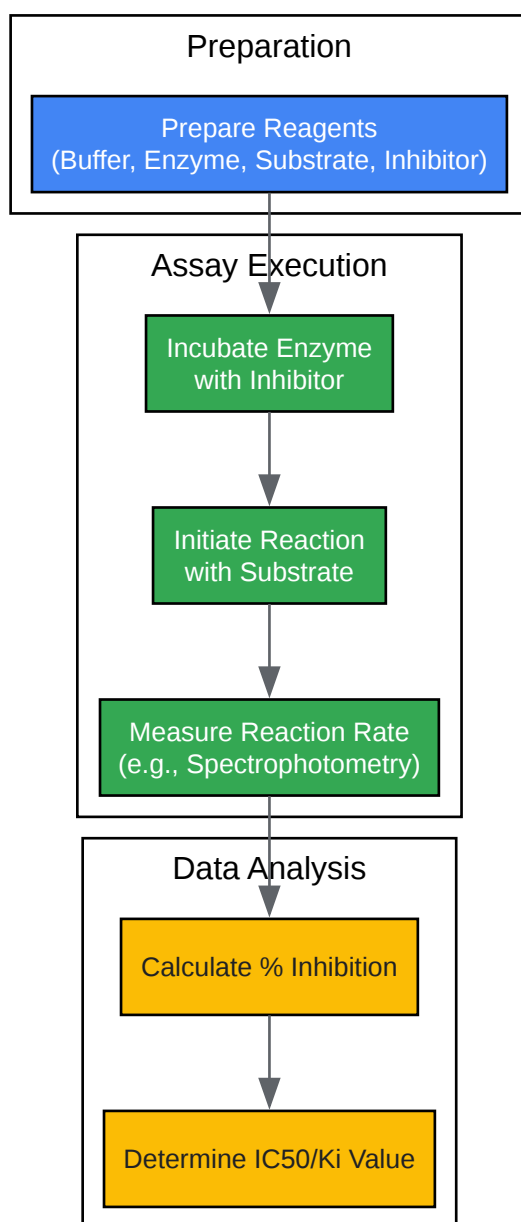 Preparation
Prepare Reagents
(Buffer, Enzyme, Substrate, Inhibitor)
Assay Execution
Incubate Enzyme
with Inhibitor
Initiate Reaction
with Substrate
Measure Reaction Rate
(e.g., Spectrophotometry)
Data Analysis
Calculate % Inhibition
Determine IC50/Ki Value